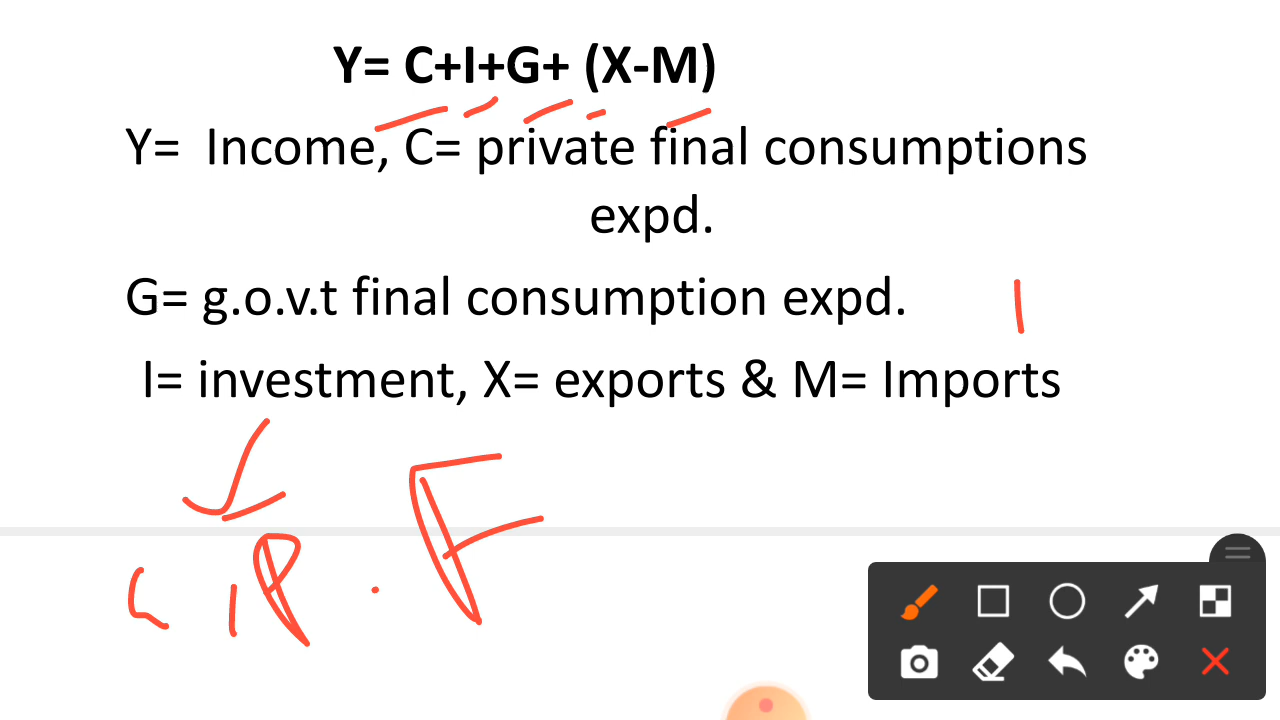 Y= C+I+G+ (X-M)
Y= Income, C= private final consumptions
expd.
G= g.o.v.t final consumption expd.
I= investment, X= exports & M= Imports